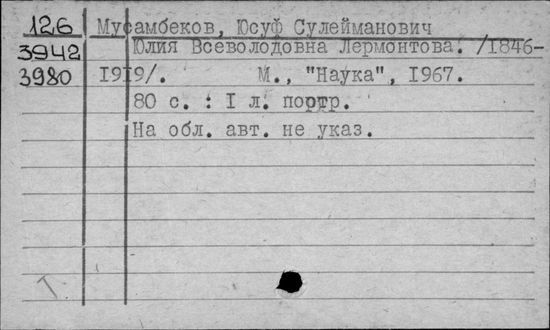 126 Мусамбеков, Юсуф Сулейманович
3942 Юлия Всеволодовна Лермонтова. /1846-
3980 1919/. М., "Наука", 1967.
80 с. : 1 л. портр.
На обл. авт. не указ.
Т